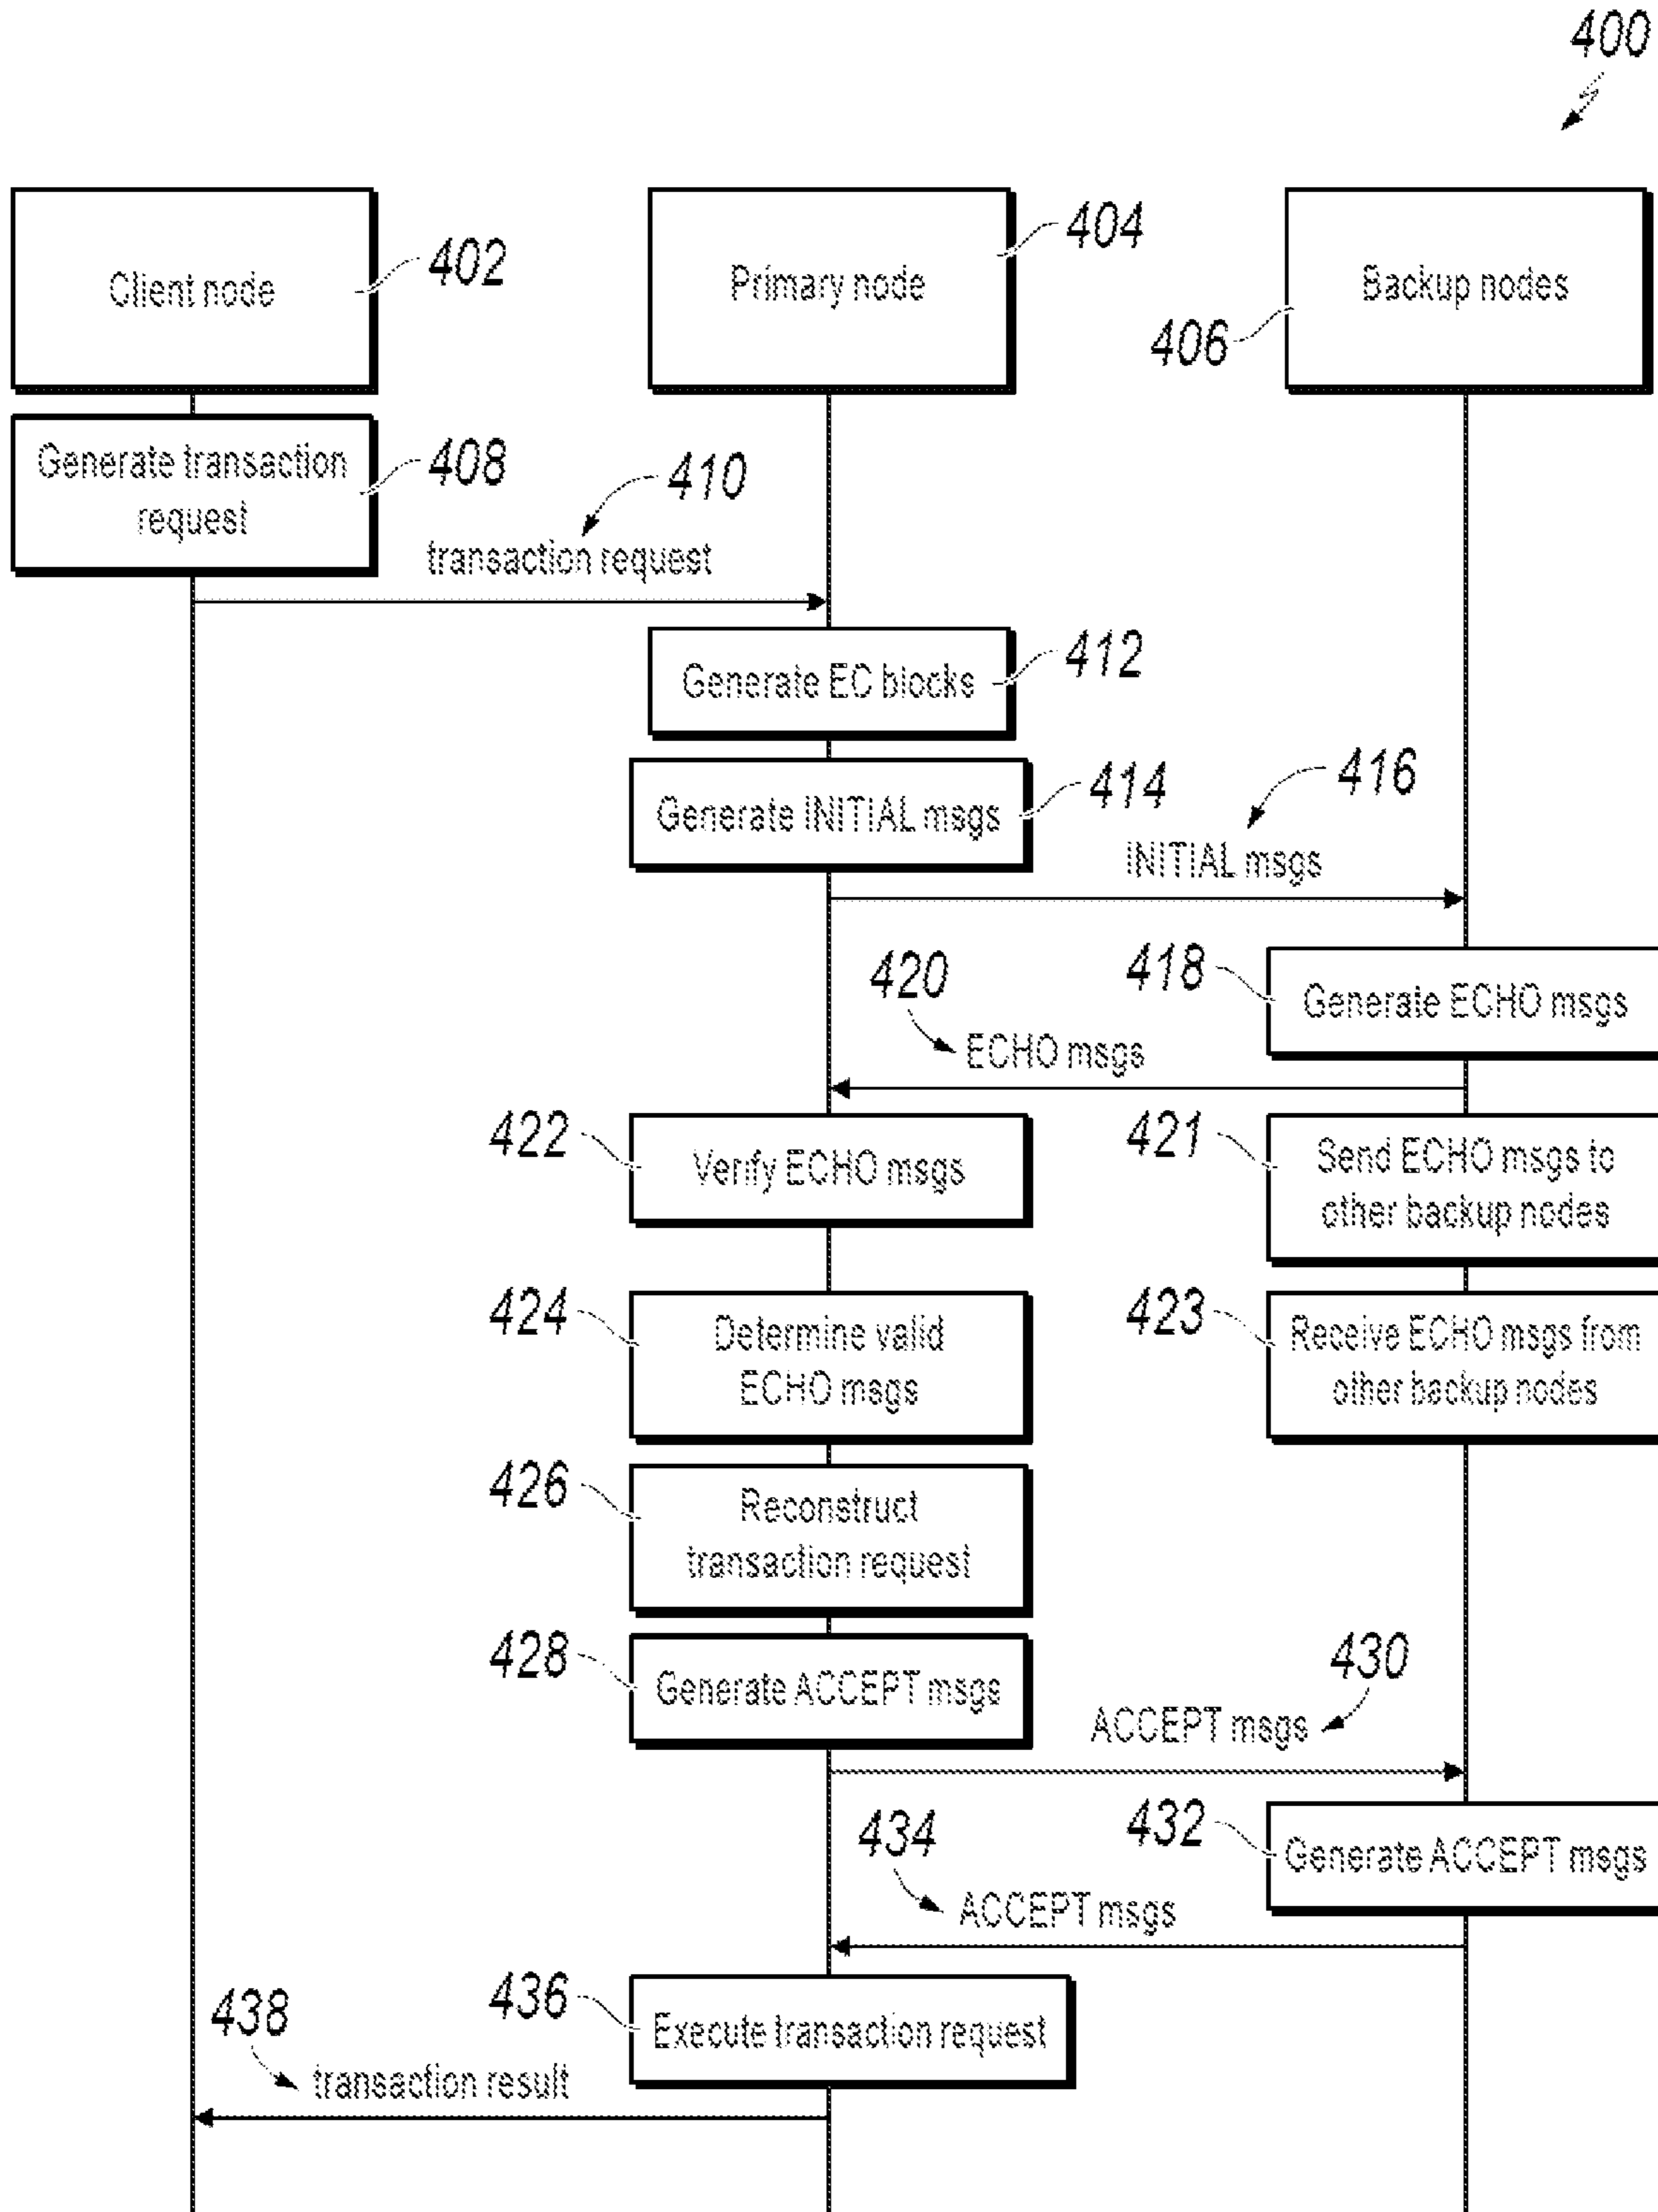 400
Client node
402
Primary node
404
Backup nodes
406
Generate transaction
request
408
410
transaction request
Generate EC blocks
412
Generate INITIAL msgs
414
416
INITIAL msgs
418
Generate ECHO msgs
420
ECHO msgs
422
Verify ECHO msgs
421
Send ECHO msgs to
other backup nodes
424
Determine valid
ECHO msgs
423
Receive ECHO msgs from
other backup nodes
426
Reconstruct
transaction request
428
Generate ACCEPT msgs
430
ACCEPT msgs
432
Generate ACCEPT msgs
434
ACCEPT msgs
436
Execute transaction request
438
transaction result